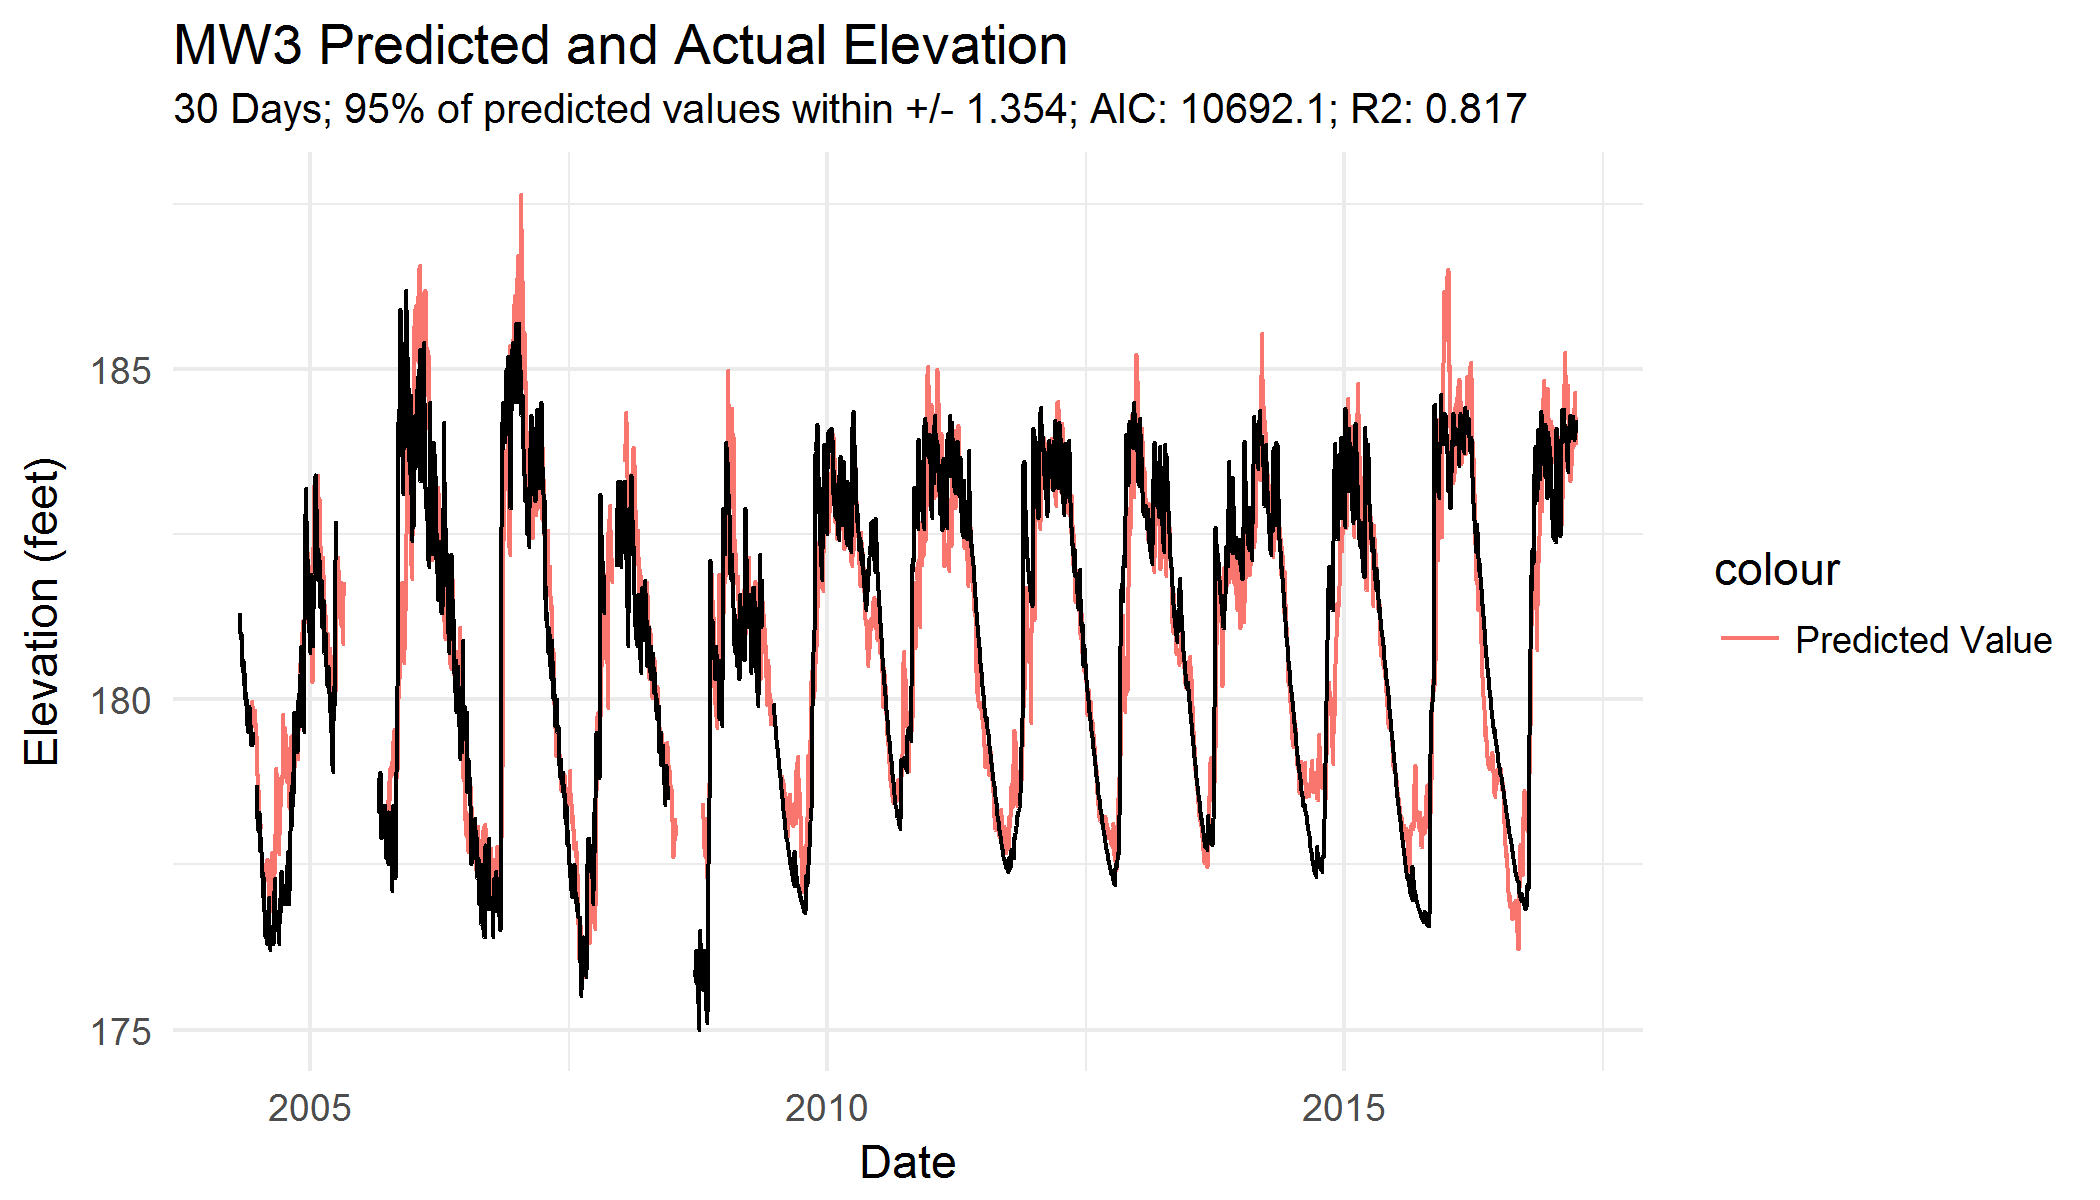 MW3 Predicted and Actual Elevation
30 Days; 95% of predicted values within +/- 1.354; AIC: 10692.1; R2: 0.817
Elevation (feet)
185
180
175
2005
2010
2015
Date
colour
Predicted Value